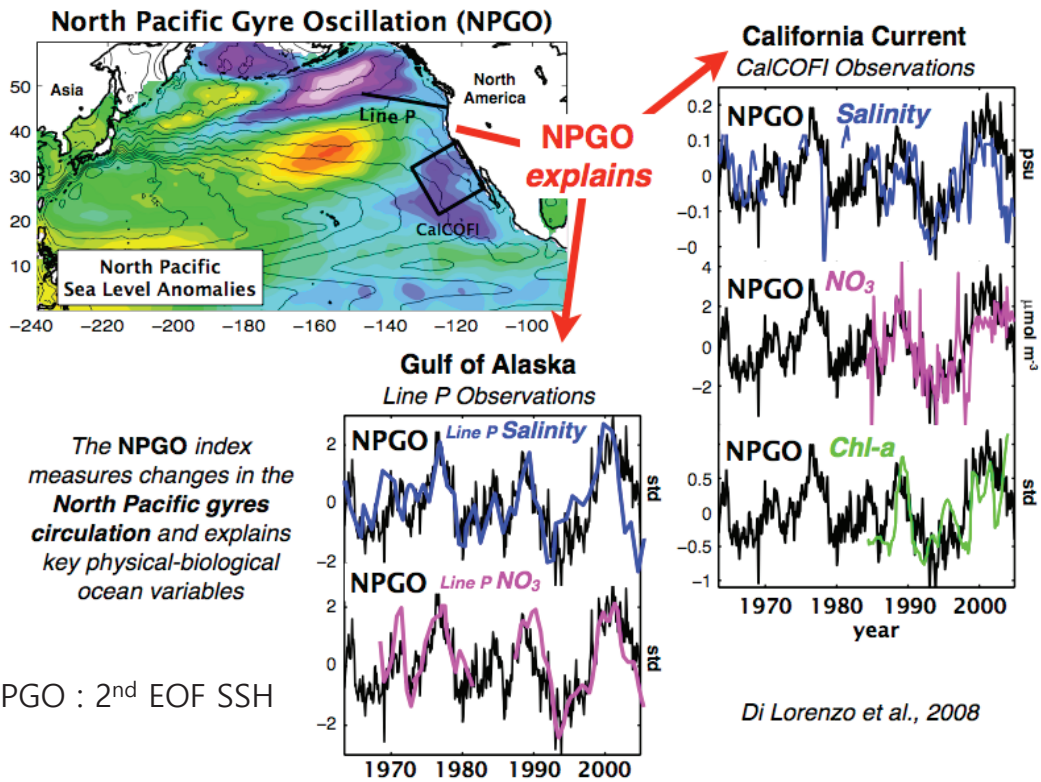 North Pacific Gyre Oscillation (NPGO)
50
40
30
20
10
Asia
North
America
Line P
CalCOFI
North Pacific
Sea Level Anomalies
-240 -220 -200 -180 -160 -140 -120 -100
NPGO
explains
California Current
CalCOFI Observations
NPGO Salinity
0.2
0.1
0
-0.1
-0
psu
NPGO NO3
4
2
0
-2
μmol m-3
NPGO Chl-a
0.5
0
-0.5
-1
std
1970 1980 1990 2000
year
Gulf of Alaska
Line P Observations
NPGO Line P Salinity
2
0
-2
std
NPGO Line P NO3
2
0
-2
std
1970 1980 1990 2000
The NPGO index
measures changes in the
North Pacific gyres
circulation and explains
key physical-biological
ocean variables
PGO : 2nd EOF SSH
Di Lorenzo et al., 2008